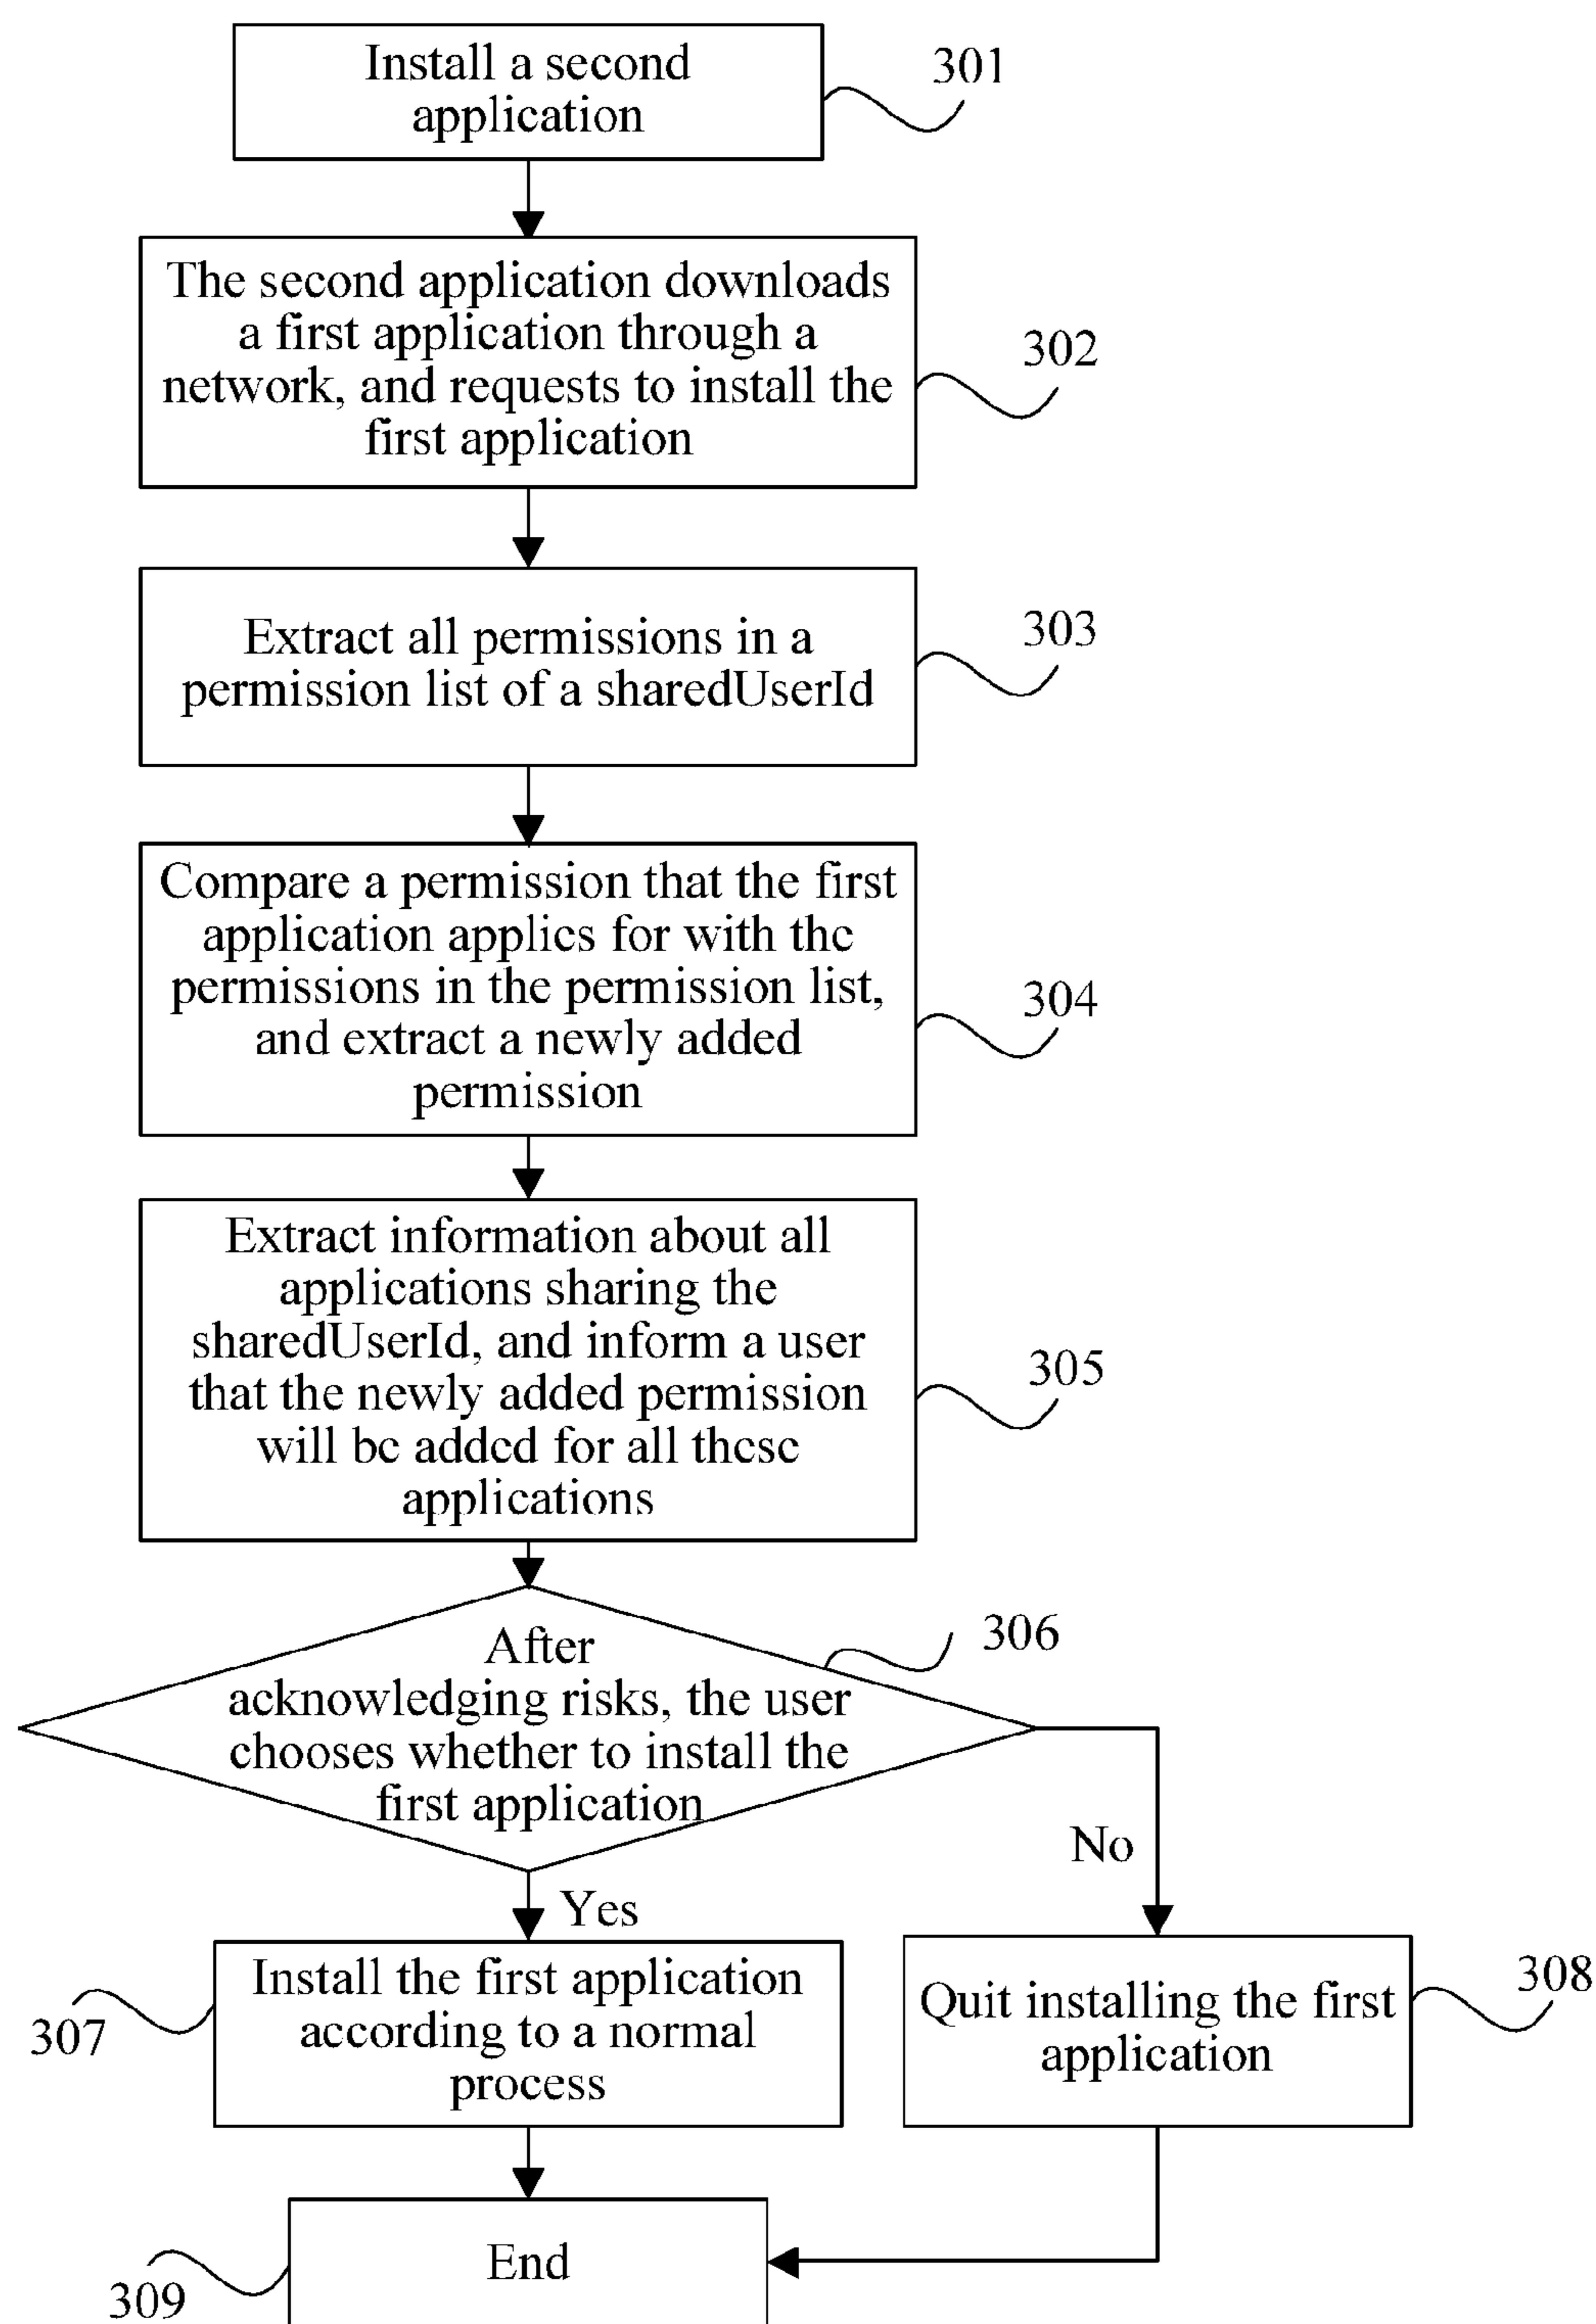 Install a second
application
301
The second application downloads
a first application through a
network, and requests to install the
first application
302
Extract all permissions in a
permission list of a sharedUserId
303
Compare a permission that the first
application applies for with the
permissions in the permission list,
and extract a newly added
permission
304
Extract information about all
applications sharing the
sharedUserId, and inform a user
that the newly added permission
will be added for all these
applications
305
After
acknowledging risks, the user
chooses whether to install the
first application
306
No
Yes
Install the first application
according to a normal
process
307
Quit installing the first
application
308
End
309